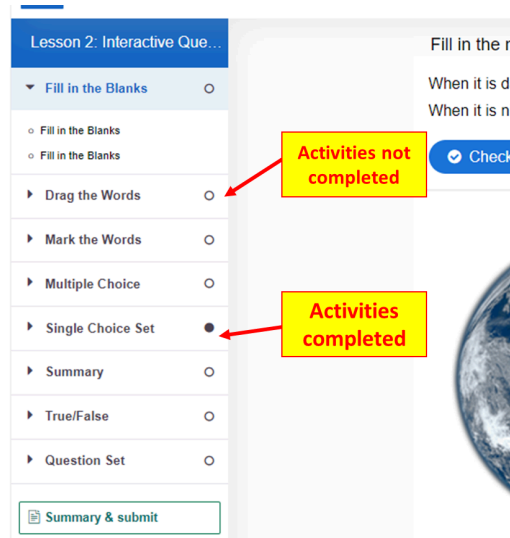 Lesson 2: Interactive Que...
Fill in the Blanks
Fill in the Blanks
Fill in the Blanks
Drag the Words
Mark the Words
Multiple Choice
Single Choice Set
Summary
True/False
Question Set
Summary & submit
Activities not
completed
Activities
completed
Fill in the
When it is
When it is
Check